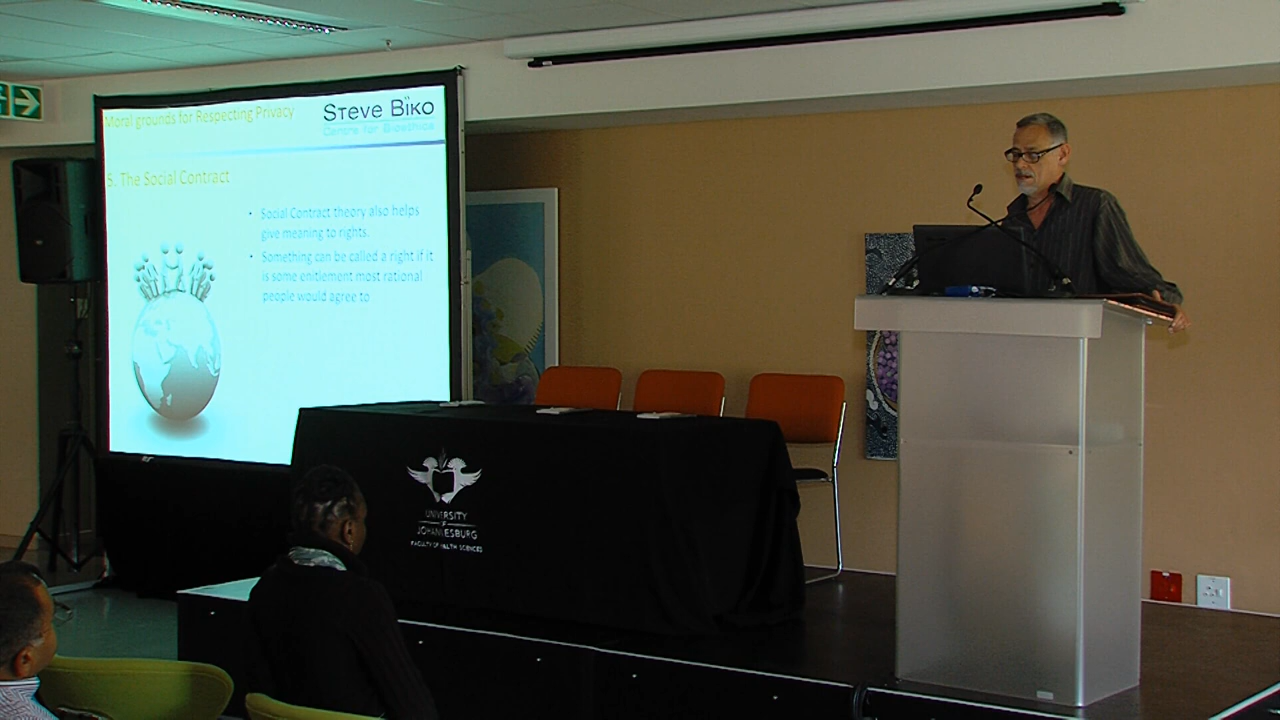 Moral grounds for Respecting Privacy
STEVE BIKO
Centre for Bioethics
5. The Social Contract
• Social Contract theory also helps
give meaning to rights.
• Something can be called a right if it
is some enitlement most rational
people would agree to
UNIVERSITY
OF
JOHANNESBURG
FACULTY OF HEALTH SCIENCES